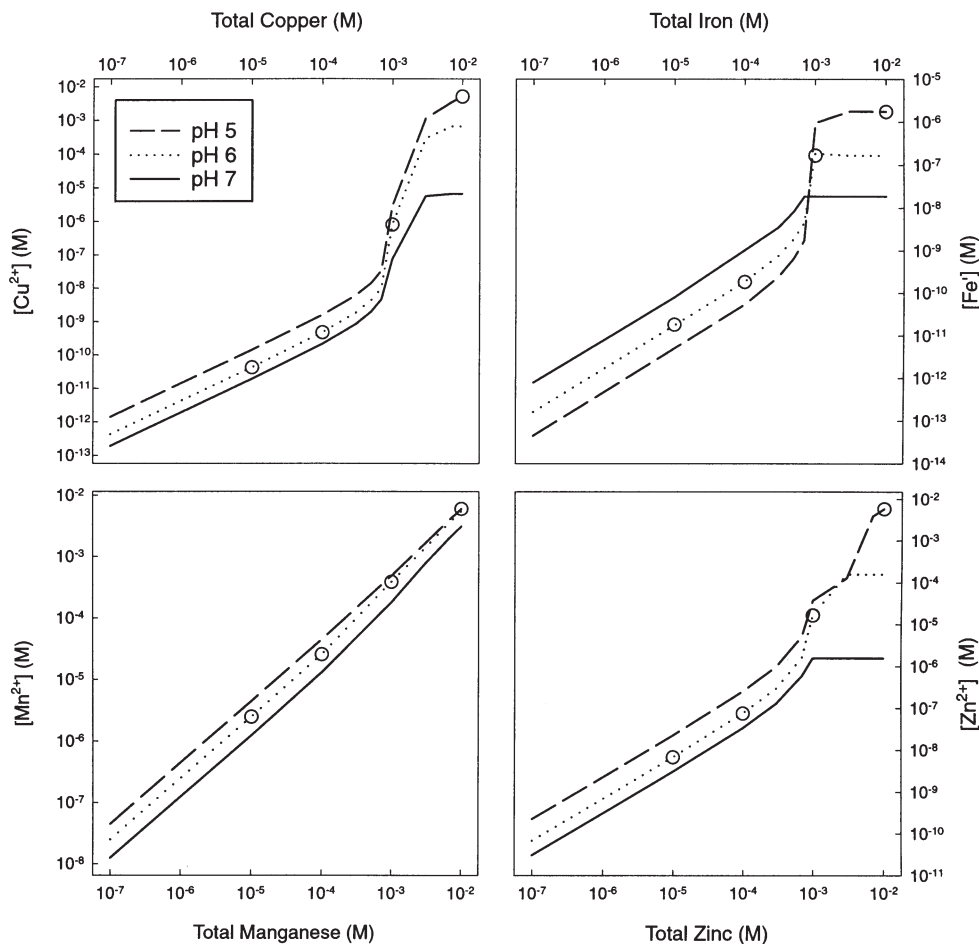 Total Copper (M)
Total Iron (M)
10⁻⁷ 10⁻⁶ 10⁻⁵ 10⁻⁴ 10⁻³ 10⁻²
10⁻⁷ 10⁻⁶ 10⁻⁵ 10⁻⁴ 10⁻³ 10⁻²
[Cu²⁺] (M)
10⁻²
10⁻³
10⁻⁴
10⁻⁵
10⁻⁶
10⁻⁷
10⁻⁸
10⁻⁹
10⁻¹⁰
10⁻¹¹
10⁻¹²
10⁻¹³
pH 5
pH 6
pH 7
10⁻⁵
10⁻⁶
10⁻⁷
10⁻⁸
10⁻⁹
10⁻¹⁰
10⁻¹¹
10⁻¹²
10⁻¹³
10⁻¹⁴
[Fe'] (M)
[Mn²⁺] (M)
10⁻²
10⁻³
10⁻⁴
10⁻⁵
10⁻⁶
10⁻⁷
10⁻⁸
10⁻²
10⁻³
10⁻⁴
10⁻⁵
10⁻⁶
10⁻⁷
10⁻⁸
10⁻⁹
10⁻¹⁰
10⁻¹¹
[Zn²⁺] (M)
10⁻⁷ 10⁻⁶ 10⁻⁵ 10⁻⁴ 10⁻³ 10⁻²
10⁻⁷ 10⁻⁶ 10⁻⁵ 10⁻⁴ 10⁻³ 10⁻²
Total Manganese (M)
Total Zinc (M)